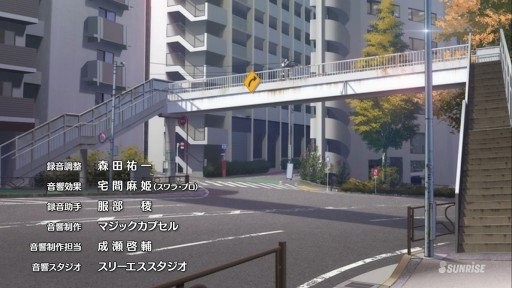 録音調整 森田祐一
音響効果 宅間麻姫(スワラ・プロ)
録音助手 服部 稜
音響制作 マジックカプセル
音響制作担当 成瀬啓輔
音響スタジオ スリーエススタジオ
SUNRISE